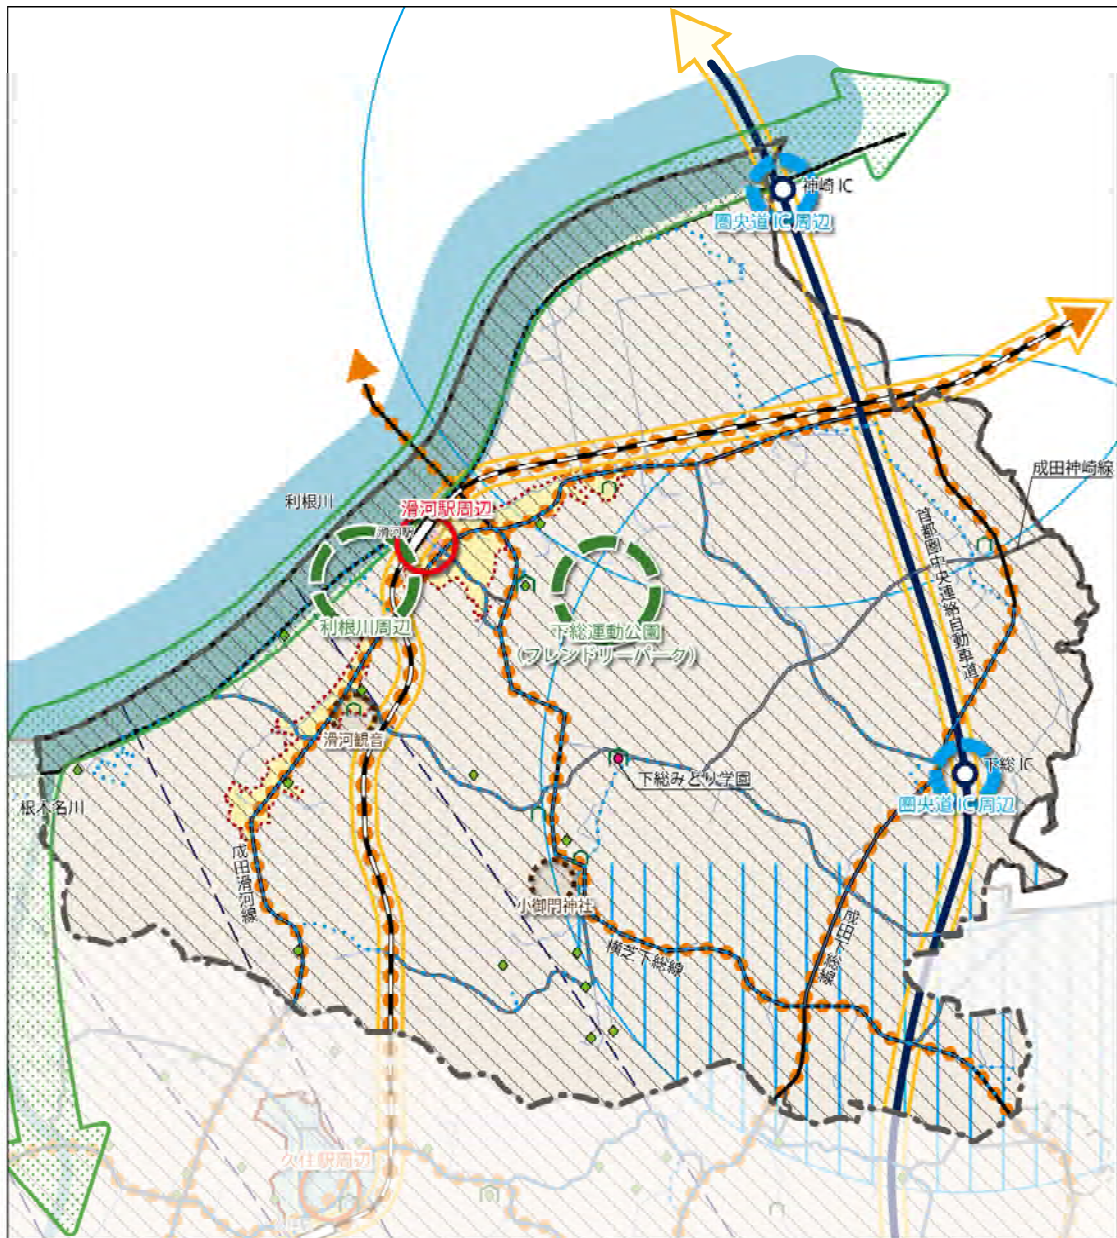 神崎 IC
圏央道 IC 周辺
成田神崎線
利根川
滑河駅周辺
滑河駅
首都圏中央連絡自動車道
利根川周辺
下総運動公園
(フレンドリーパーク)
滑河観音
下総みとり学園
下総 IC
圏央道 IC 周辺
根木名川
成田滑河線
小御門神社
横芝下総線
成田下総線
久住駅周辺